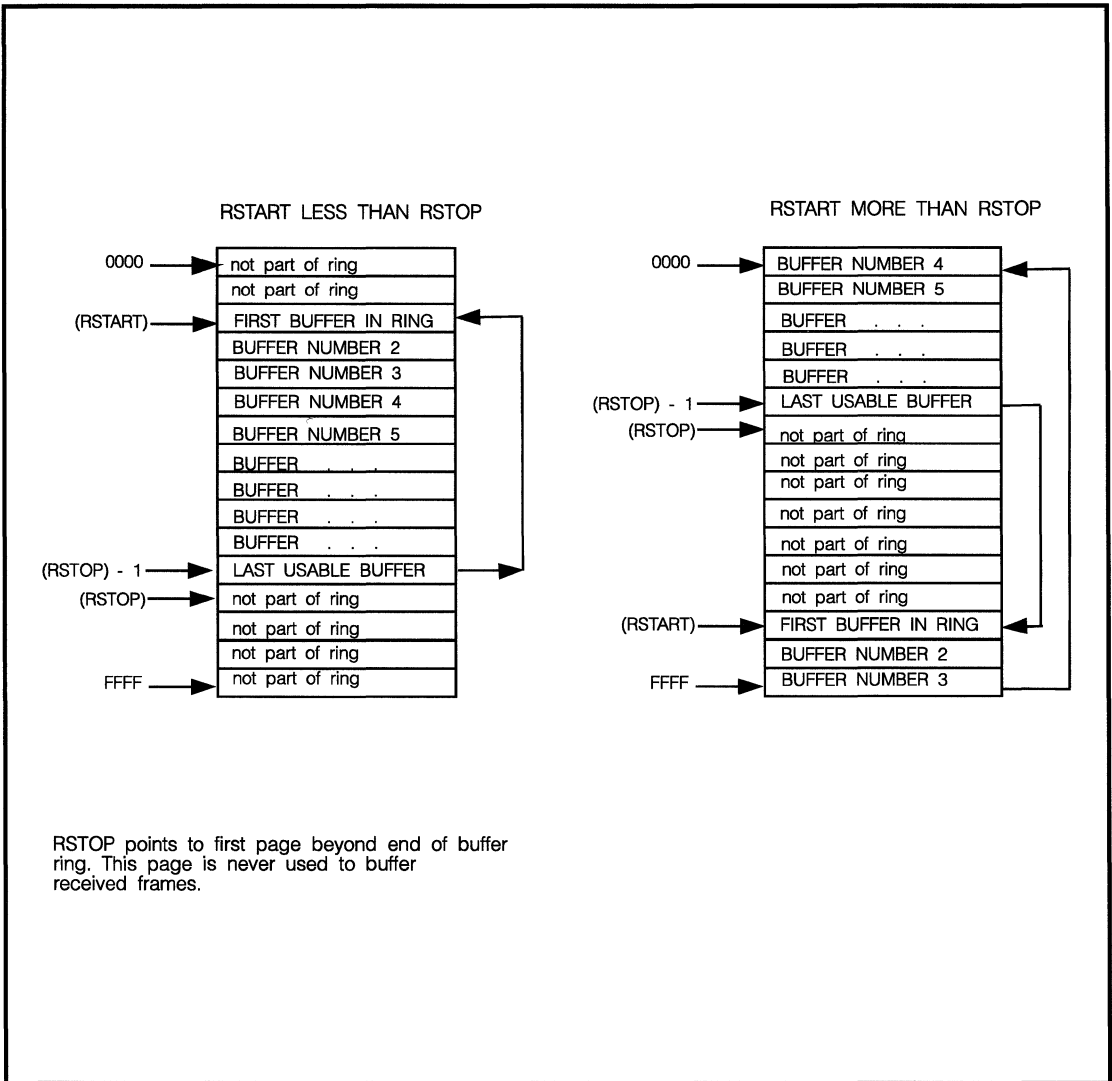 RSTART LESS THAN RSTOP
0000
not part of ring
not part of ring
(RSTART)
FIRST BUFFER IN RING
BUFFER NUMBER 2
BUFFER NUMBER 3
BUFFER NUMBER 4
BUFFER NUMBER 5
BUFFER . . .
BUFFER . . .
BUFFER . . .
BUFFER . . .
(RSTOP) - 1
LAST USABLE BUFFER
(RSTOP)
not part of ring
not part of ring
not part of ring
FFFF
not part of ring
RSTART MORE THAN RSTOP
0000
BUFFER NUMBER 4
BUFFER NUMBER 5
BUFFER . . .
BUFFER . . .
BUFFER . . .
(RSTOP) - 1
LAST USABLE BUFFER
(RSTOP)
not part of ring
not part of ring
not part of ring
not part of ring
not part of ring
not part of ring
not part of ring
(RSTART)
FIRST BUFFER IN RING
BUFFER NUMBER 2
FFFF
BUFFER NUMBER 3
RSTOP points to first page beyond end of buffer
ring. This page is never used to buffer
received frames.